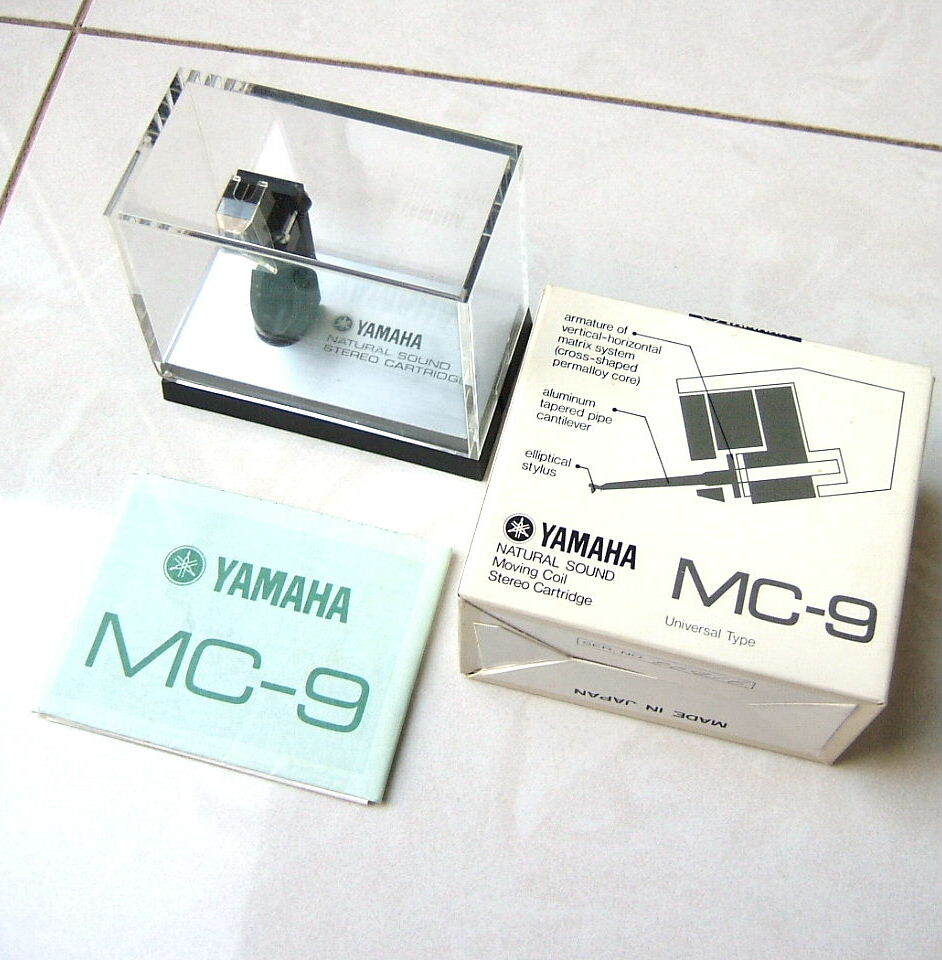 YAMAHA
NATURAL SOUND
STEREO CARTRIDGE
armature of
vertical-horizontal
matrix system
(cross-shaped
permalloy core)
aluminum
tapered pipe
cantilever
elliptical
stylus
YAMAHA
NATURAL SOUND
Moving Coil
Stereo Cartridge
MC-9
Universal Type
SER. NO.
MADE IN JAPAN
YAMAHA
MC-9